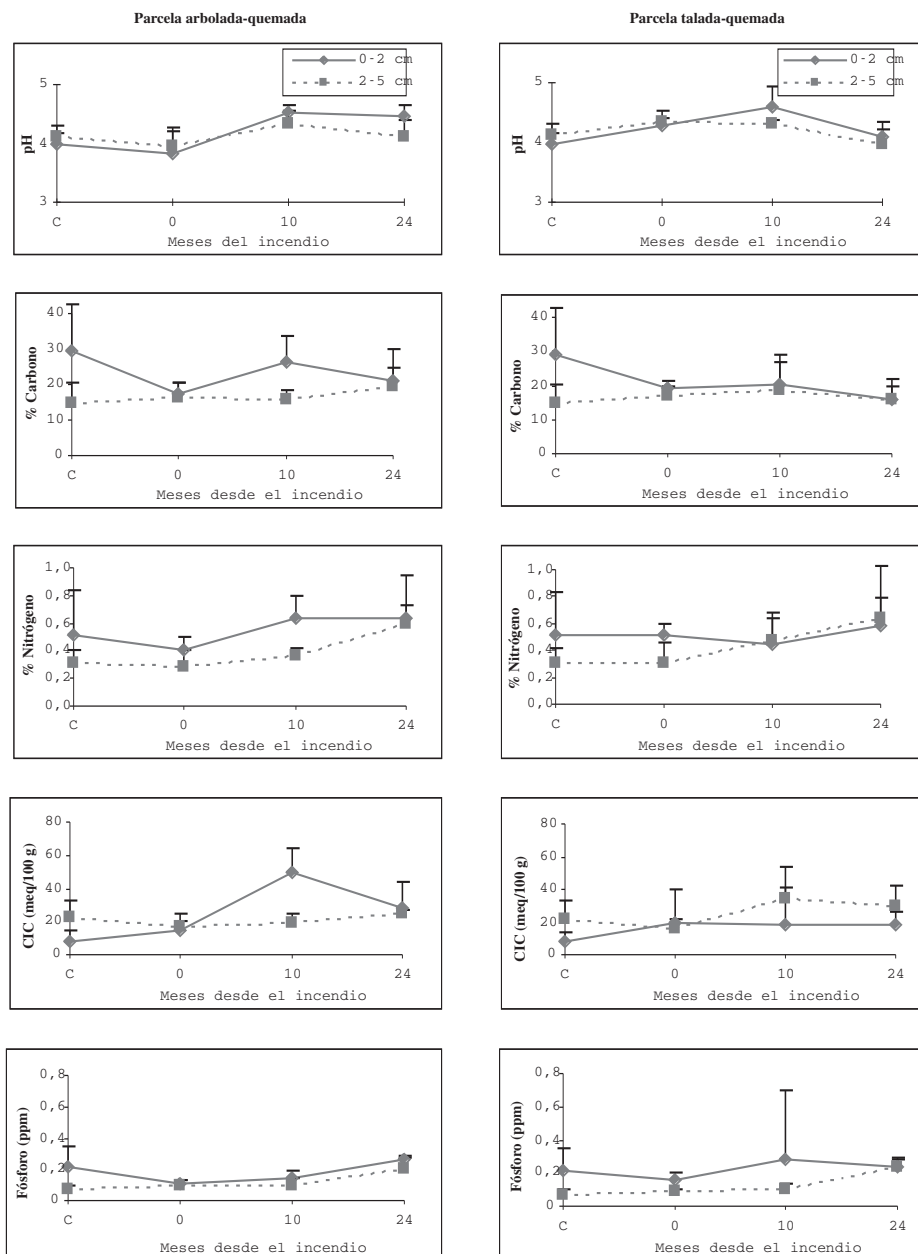 Parcela arbolada-quemada
0-2 cm
2-5 cm
5
4
3
pH
C 0 10 24
Meses del incendio
40
30
20
10
0
% Carbono
C 0 10 24
Meses desde el incendio
1,0
0,8
0,6
0,4
0,2
0,0
% Nitrógeno
C 0 10 24
Meses desde el incendio
80
60
40
20
0
CIC (meq/100 g)
C 0 10 24
Meses desde el incendio
0,8
0,6
0,4
0,2
0
Fósforo (ppm)
C 0 10 24
Meses desde el incendio
Parcela talada-quemada
0-2 cm
2-5 cm
5
4
3
pH
C 0 10 24
Meses desde el incendio
40
30
20
10
0
% Carbono
C 0 10 24
Meses desde el incendio
1,0
0,8
0,6
0,4
0,2
0,0
% Nitrógeno
C 0 10 24
Meses desde el incendio
80
60
40
20
0
CIC (meq/100 g)
C 0 10 24
Meses desde el incendio
0,8
0,6
0,4
0,2
0
Fósforo (ppm)
C 0 10 24
Meses desde el incendio